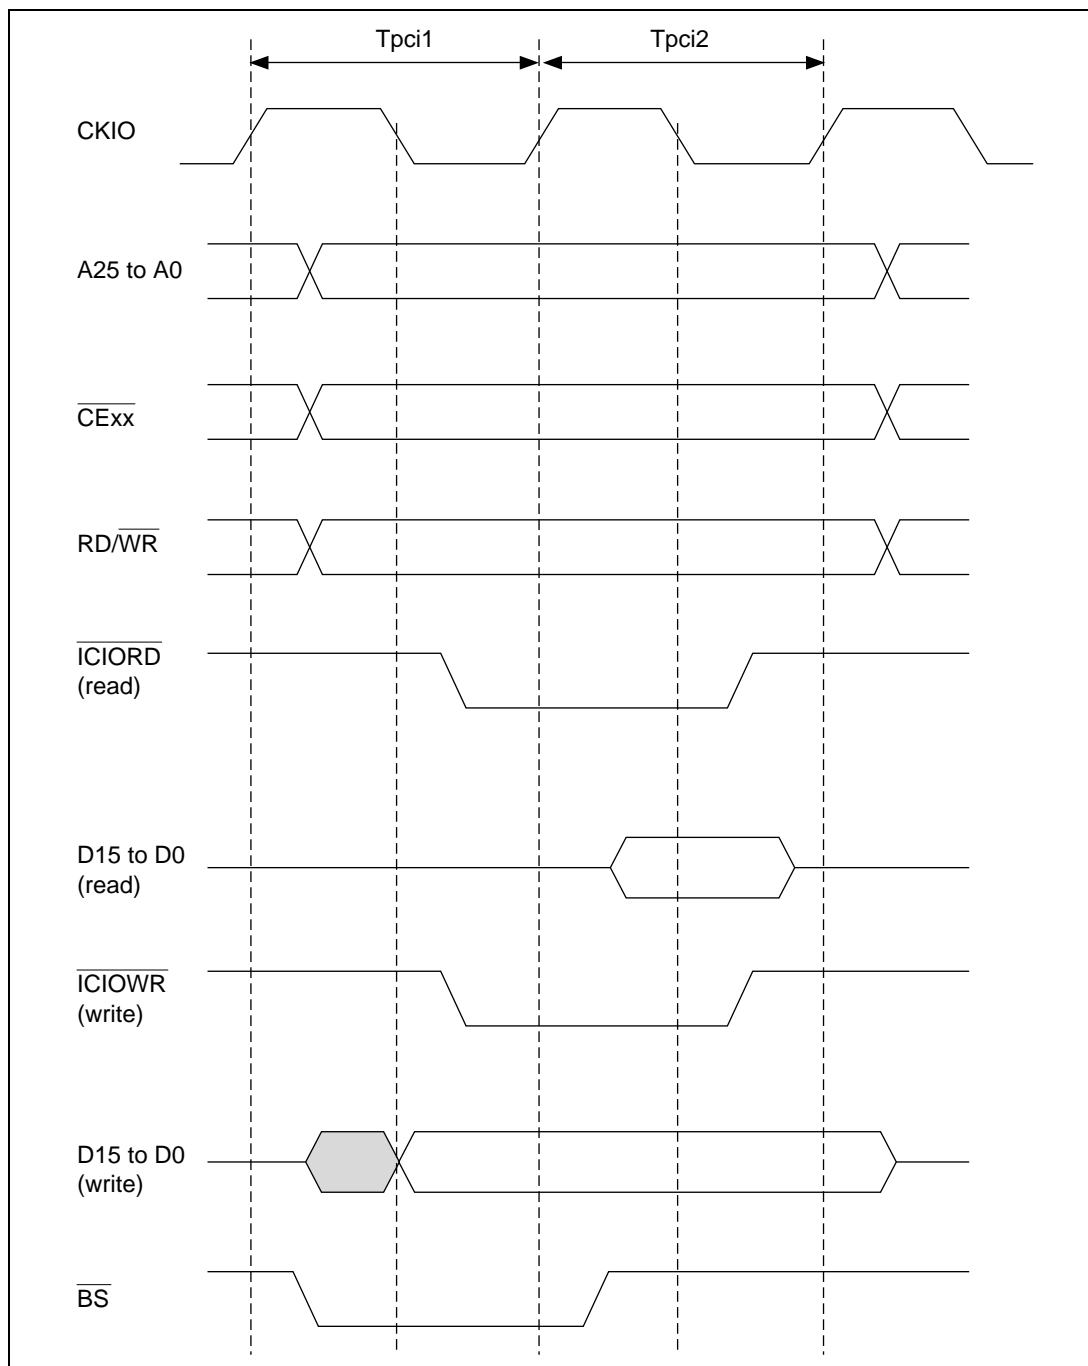 Tpci1
Tpci2
CKIO
A25 to A0
CExx
RD/WR
ICIORD
(read)
D15 to D0
(read)
ICIOWR
(write)
D15 to D0
(write)
BS